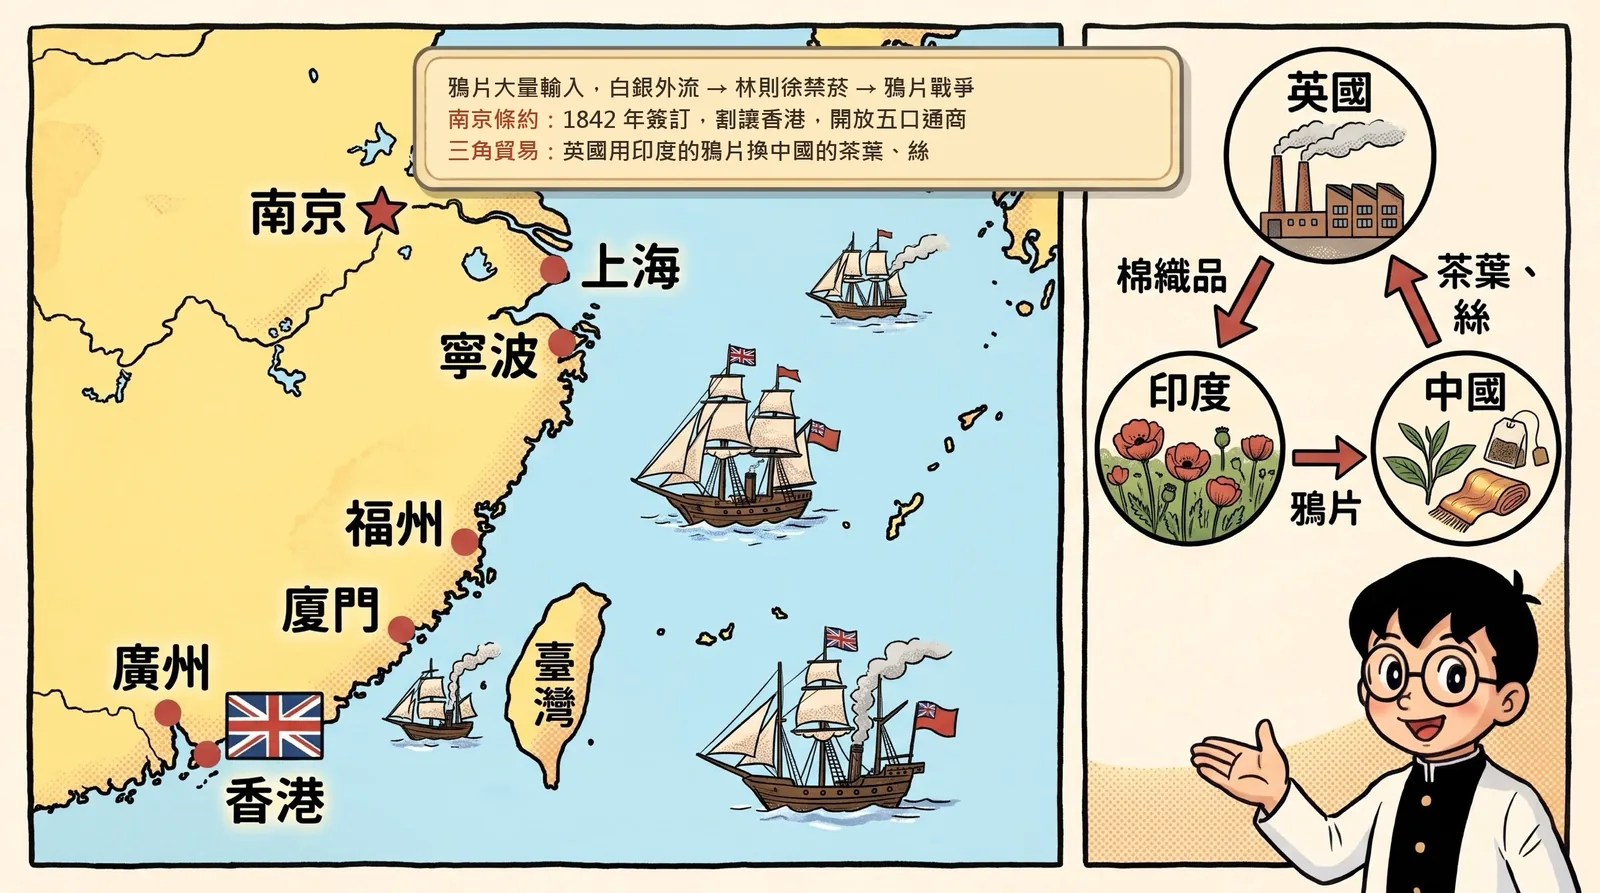 鴉片大量輸入，白銀外流 → 林則徐禁菸 → 鴉片戰爭
南京條約：1842 年簽訂，割讓香港，開放五口通商
三角貿易：英國用印度的鴉片換中國的茶葉、絲
南京
上海
寧波
福州
廈門
廣州
香港
臺灣
英國
棉織品
茶葉、
絲
印度
中國
鴉片